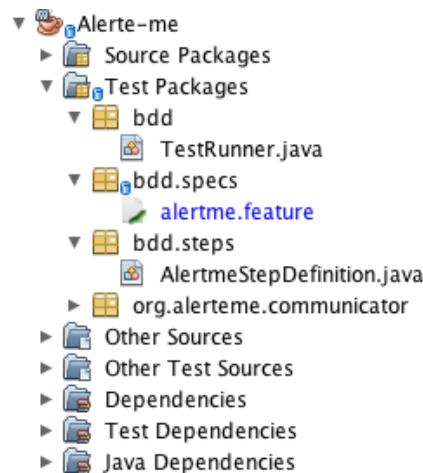 Alerte-me
Source Packages
Test Packages
bdd
TestRunner.java
bdd.specs
alertme.feature
bdd.steps
AlertmeStepDefinition.java
org.alerteme.communicator
Other Sources
Other Test Sources
Dependencies
Test Dependencies
Java Dependencies